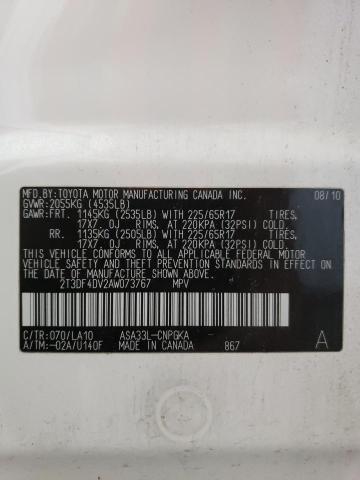 MFD.BY:TOYOTA MOTOR MANUFACTURING CANADA INC. 08/10
GVWR:2055KG (4535LB)
GAWR:FRT. 1145KG (2535LB) WITH 225/65R17 TIRES,
17X7. 0J RIMS, AT 220KPA (32PSI) COLD.
RR. 1135KG (2505LB) WITH 225/65R17 TIRES,
17X7. 0J RIMS, AT 220KPA (32PSI) COLD.
THIS VEHICLE CONFORMS TO ALL APPLICABLE FEDERAL MOTOR
VEHICLE SAFETY STANDARDS IN EFFECT ON THE DATE OF
MANUFACTURE SHOWN ABOVE.
2T3DF4DV2AW073767 MPV
C/TR:070/LA10 ASA33L-CNPGKA -
A/TM:-02A/U140F MADE IN CANADA 867 A